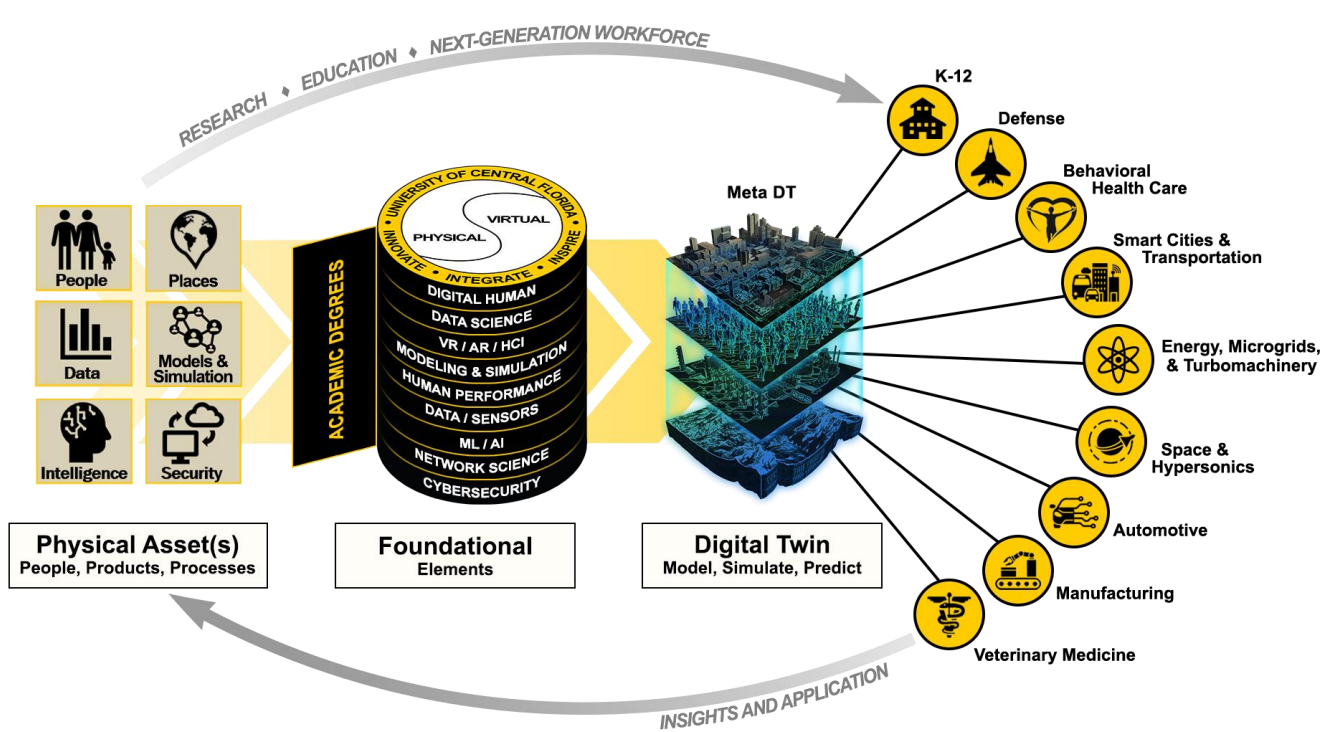 RESEARCH ♦ EDUCATION ♦ NEXT-GENERATION WORKFORCE
People
Places
Data
Models &
Simulation
Intelligence
Security
Physical Asset(s)
People, Products, Processes
ACADEMIC DEGREES
• UNIVERSITY OF CENTRAL FLORIDA •
INNOVATE • INTEGRATE • INSPIRE
PHYSICAL
VIRTUAL
DIGITAL HUMAN
DATA SCIENCE
VR / AR / HCI
MODELING & SIMULATION
HUMAN PERFORMANCE
DATA / SENSORS
ML / AI
NETWORK SCIENCE
CYBERSECURITY
Foundational
Elements
Meta DT
Digital Twin
Model, Simulate, Predict
K-12
Defense
Behavioral
Health Care
Smart Cities &
Transportation
Energy, Microgrids,
& Turbomachinery
Space &
Hypersonics
Automotive
Manufacturing
Veterinary Medicine
INSIGHTS AND APPLICATION